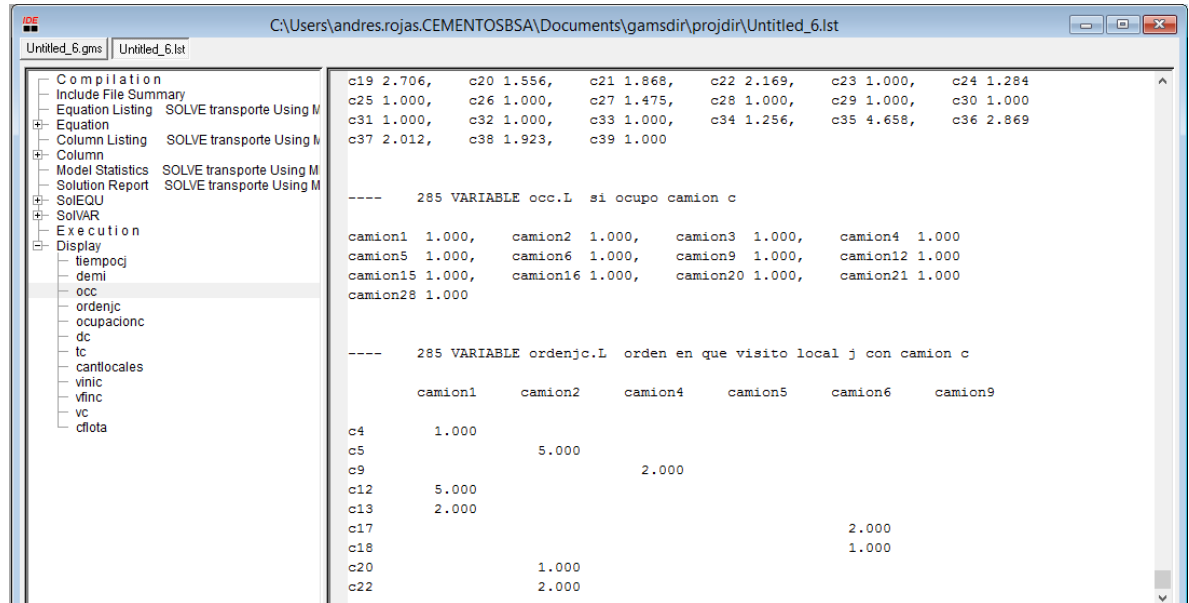 IDE
C:\Users\andres.rojas.CEMENTOSBSA\Documents\gamsdir\projdir\Untitled_6.lst
Untitled_6.gms Untitled_6.lst
Compilation
Include File Summary
Equation Listing SOLVE transporte Using M
Equation
Column Listing SOLVE transporte Using M
Column
Model Statistics SOLVE transporte Using M
Solution Report SOLVE transporte Using M
SolEQU
SolVAR
Execution
Display
tiempocj
demi
occ
ordenjc
ocupacionc
dc
tc
cantlocales
vinic
vfinc
vc
cflota
c19 2.706, c20 1.556, c21 1.868, c22 2.169, c23 1.000, c24 1.284
c25 1.000, c26 1.000, c27 1.475, c28 1.000, c29 1.000, c30 1.000
c31 1.000, c32 1.000, c33 1.000, c34 1.256, c35 4.658, c36 2.869
c37 2.012, c38 1.923, c39 1.000
---- 285 VARIABLE occ.L si ocupo camion c
camion1 1.000, camion2 1.000, camion3 1.000, camion4 1.000
camion5 1.000, camion6 1.000, camion9 1.000, camion12 1.000
camion15 1.000, camion16 1.000, camion20 1.000, camion21 1.000
camion28 1.000
---- 285 VARIABLE ordenjc.L orden en que visito local j con camion c
camion1 camion2 camion4 camion5 camion6 camion9
c4 1.000
c5 5.000
c9 2.000
c12 5.000
c13 2.000
c17 2.000
c18 1.000
c20 1.000
c22 2.000